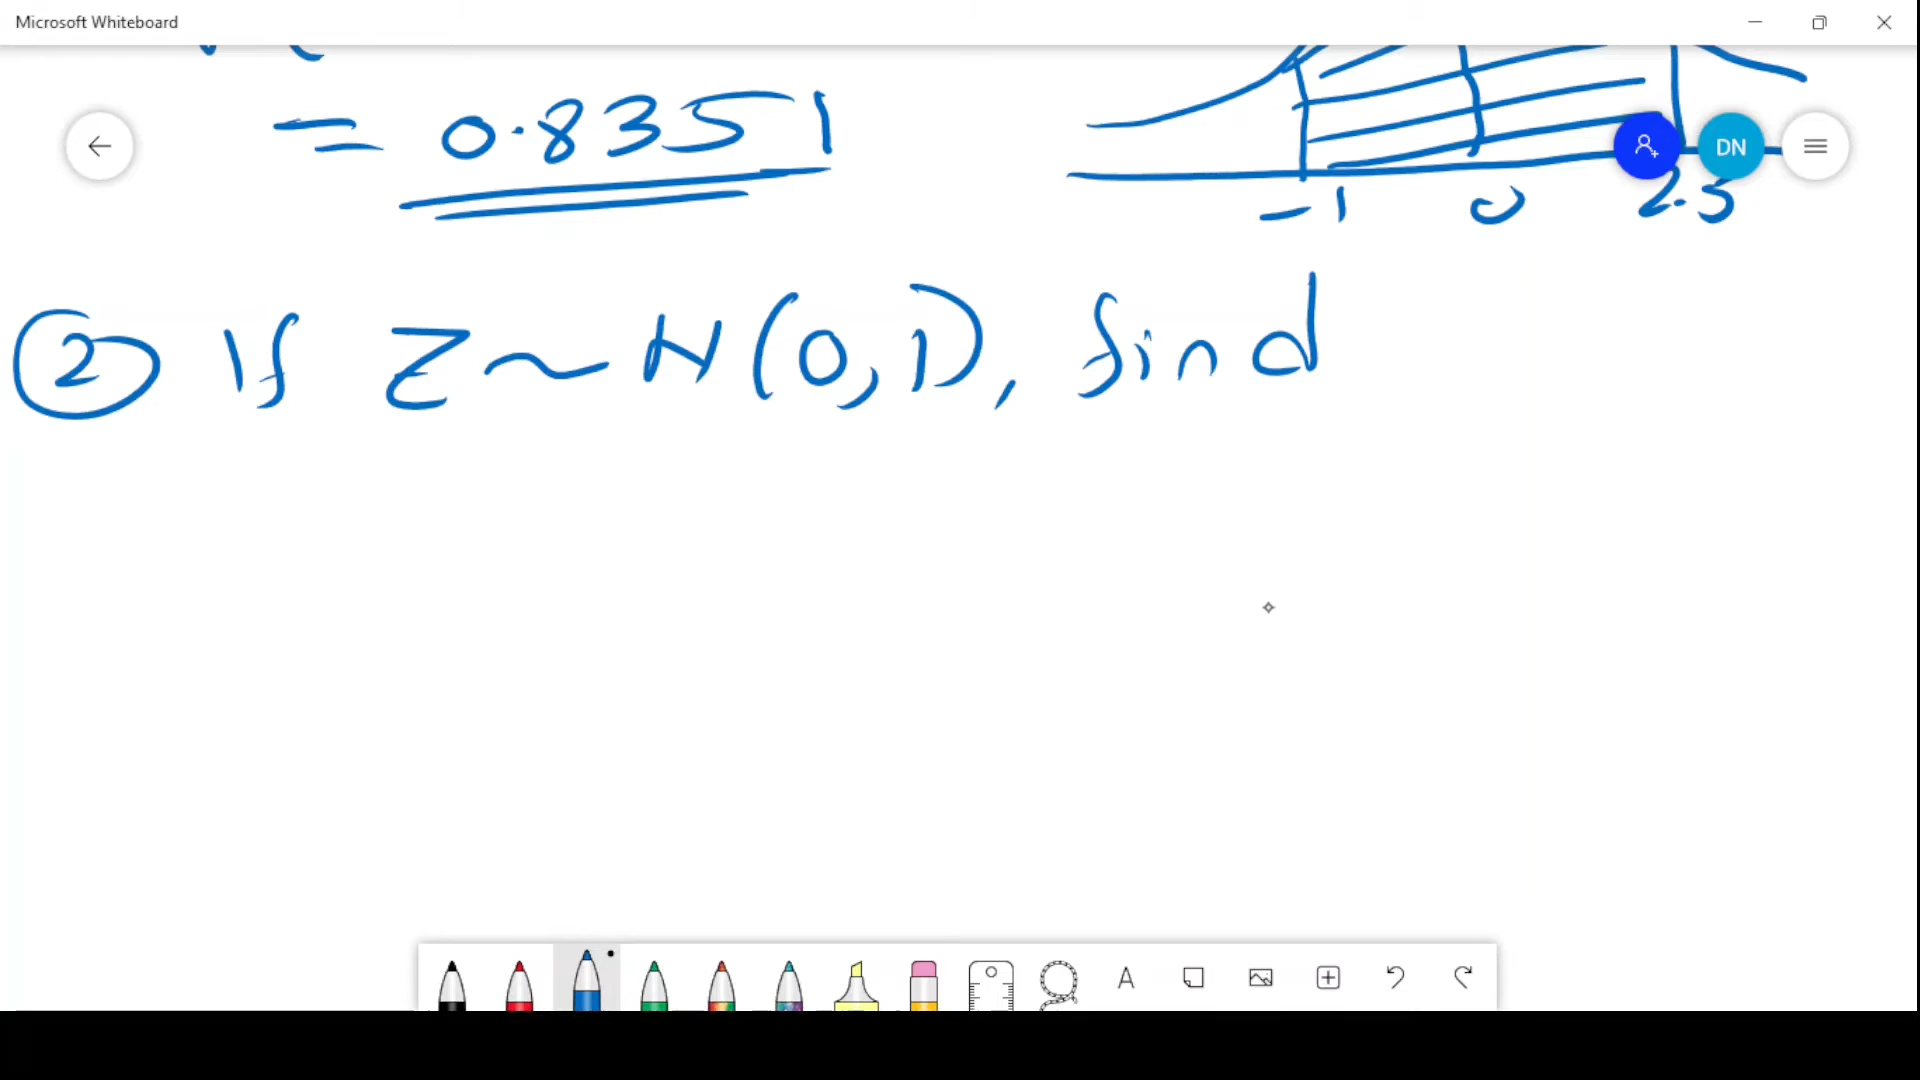 Microsoft Whiteboard
= 0.8351
DN
-1 0 2.5
② If Z ~ N(0,1), find